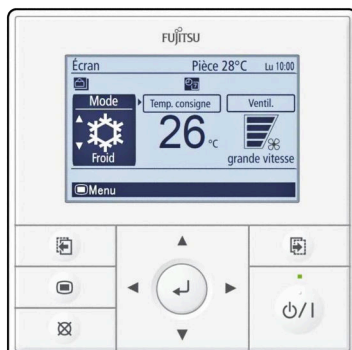 FUJITSU
Écran Pièce 28°C Lu 10:00
Mode Temp. consigne Ventil.
26 °C
Froid grande vitesse
Menu